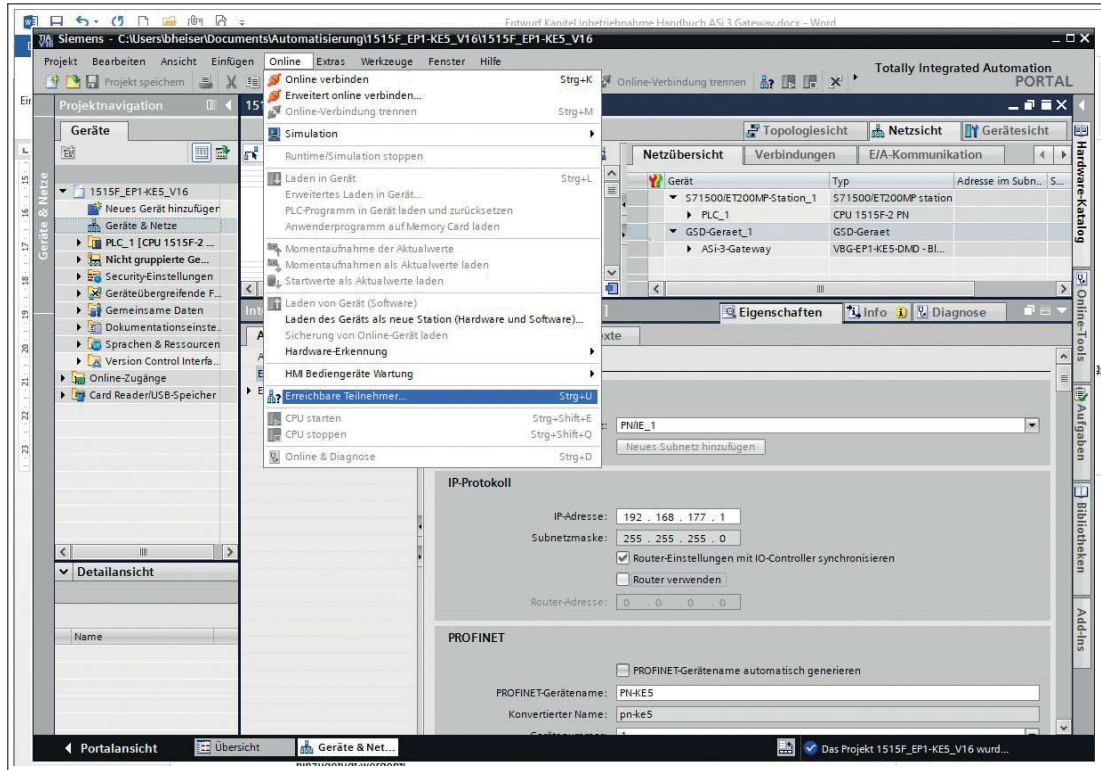 Entwurf Kapitel Inbetriebnahme Handbuch ASi 3 Gateway.docx - Word
Siemens - C:\Users\bheiser\Documents\Automatisierung\1515F_EP1-KE5_V16\1515F_EP1-KE5_V16
Projekt Bearbeiten Ansicht Einfügen Online Extras Werkzeuge Fenster Hilfe
Totally Integrated Automation
PORTAL
Projekt speichern
Online-Verbindung trennen
Projektnavigation
Geräte
Geräte & Netze
1515F_EP1-KE5_V16
Neues Gerät hinzufügen
Geräte & Netze
PLC_1 [CPU 1515F-2 ...
Nicht gruppierte Ge...
Security-Einstellungen
Geräteübergreifende F...
Gemeinsame Daten
Dokumentationseinste...
Sprachen & Ressourcen
Version Control Interfa...
Online-Zugänge
Card Reader/USB-Speicher
Detailansicht
Name
Online verbinden Strg+K
Erweitert online verbinden...
Online-Verbindung trennen Strg+M
Simulation
Runtime/Simulation stoppen
Laden in Gerät Strg+L
Erweitertes Laden in Gerät...
PLC-Programm in Gerät laden und zurücksetzen
Anwenderprogramm auf Memory Card laden
Momentaufnahme der Aktualwerte
Momentaufnahmen als Aktualwerte laden
Startwerte als Aktualwerte laden
Laden von Gerät (Software)
Laden des Geräts als neue Station (Hardware und Software)...
Sicherung von Online-Gerät laden
Hardware-Erkennung
HMI Bediengeräte Wartung
Erreichbare Teilnehmer... Strg+U
CPU starten Strg+Shift+E
CPU stoppen Strg+Shift+Q
Online & Diagnose Strg+D
Topologiesicht Netzsicht Gerätesicht
Netzübersicht Verbindungen E/A-Kommunikation
Gerät Typ Adresse im Subn.. S...
S71500/ET200MP-Station_1 S71500/ET200MP station
PLC_1 CPU 1515F-2 PN
GSD-Geraet_1 GSD-Geraet
ASi-3-Gateway VBG-EP1-KE5-DMD - Bl...
Eigenschaften Info Diagnose
PN/IE_1
Neues Subnetz hinzufügen
IP-Protokoll
IP-Adresse: 192 . 168 . 177 . 1
Subnetzmaske: 255 . 255 . 255 . 0
Router-Einstellungen mit IO-Controller synchronisieren
Router verwenden
Router-Adresse: 0 . 0 . 0 . 0
PROFINET
PROFINET-Gerätename automatisch generieren
PROFINET-Gerätename: PN-KE5
Konvertierter Name: pn-ke5
Hardware-Katalog
Online-Tools
Aufgaben
Bibliotheken
Add-Ins
Portalansicht Übersicht Geräte & Net... Das Projekt 1515F_EP1-KE5_V16 wurd...